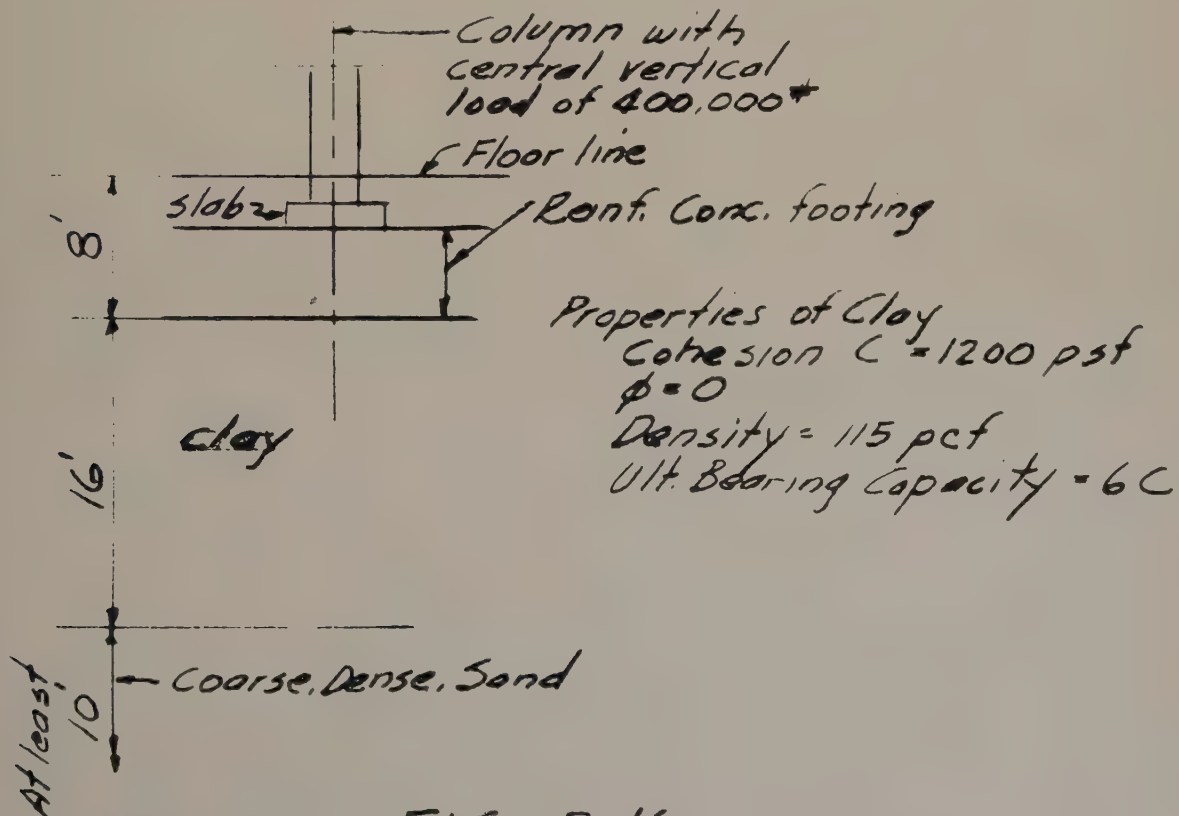 Column with
central vertical
load of 400,000#
Floor line
slab
Reinf. Conc. footing
8'
Properties of Clay
Cohesion C = 1200 psf
φ = 0
Density = 115 pcf
Ult. Bearing Capacity = 6 C
clay
16'
Coarse, Dense, Sand
At least
10'